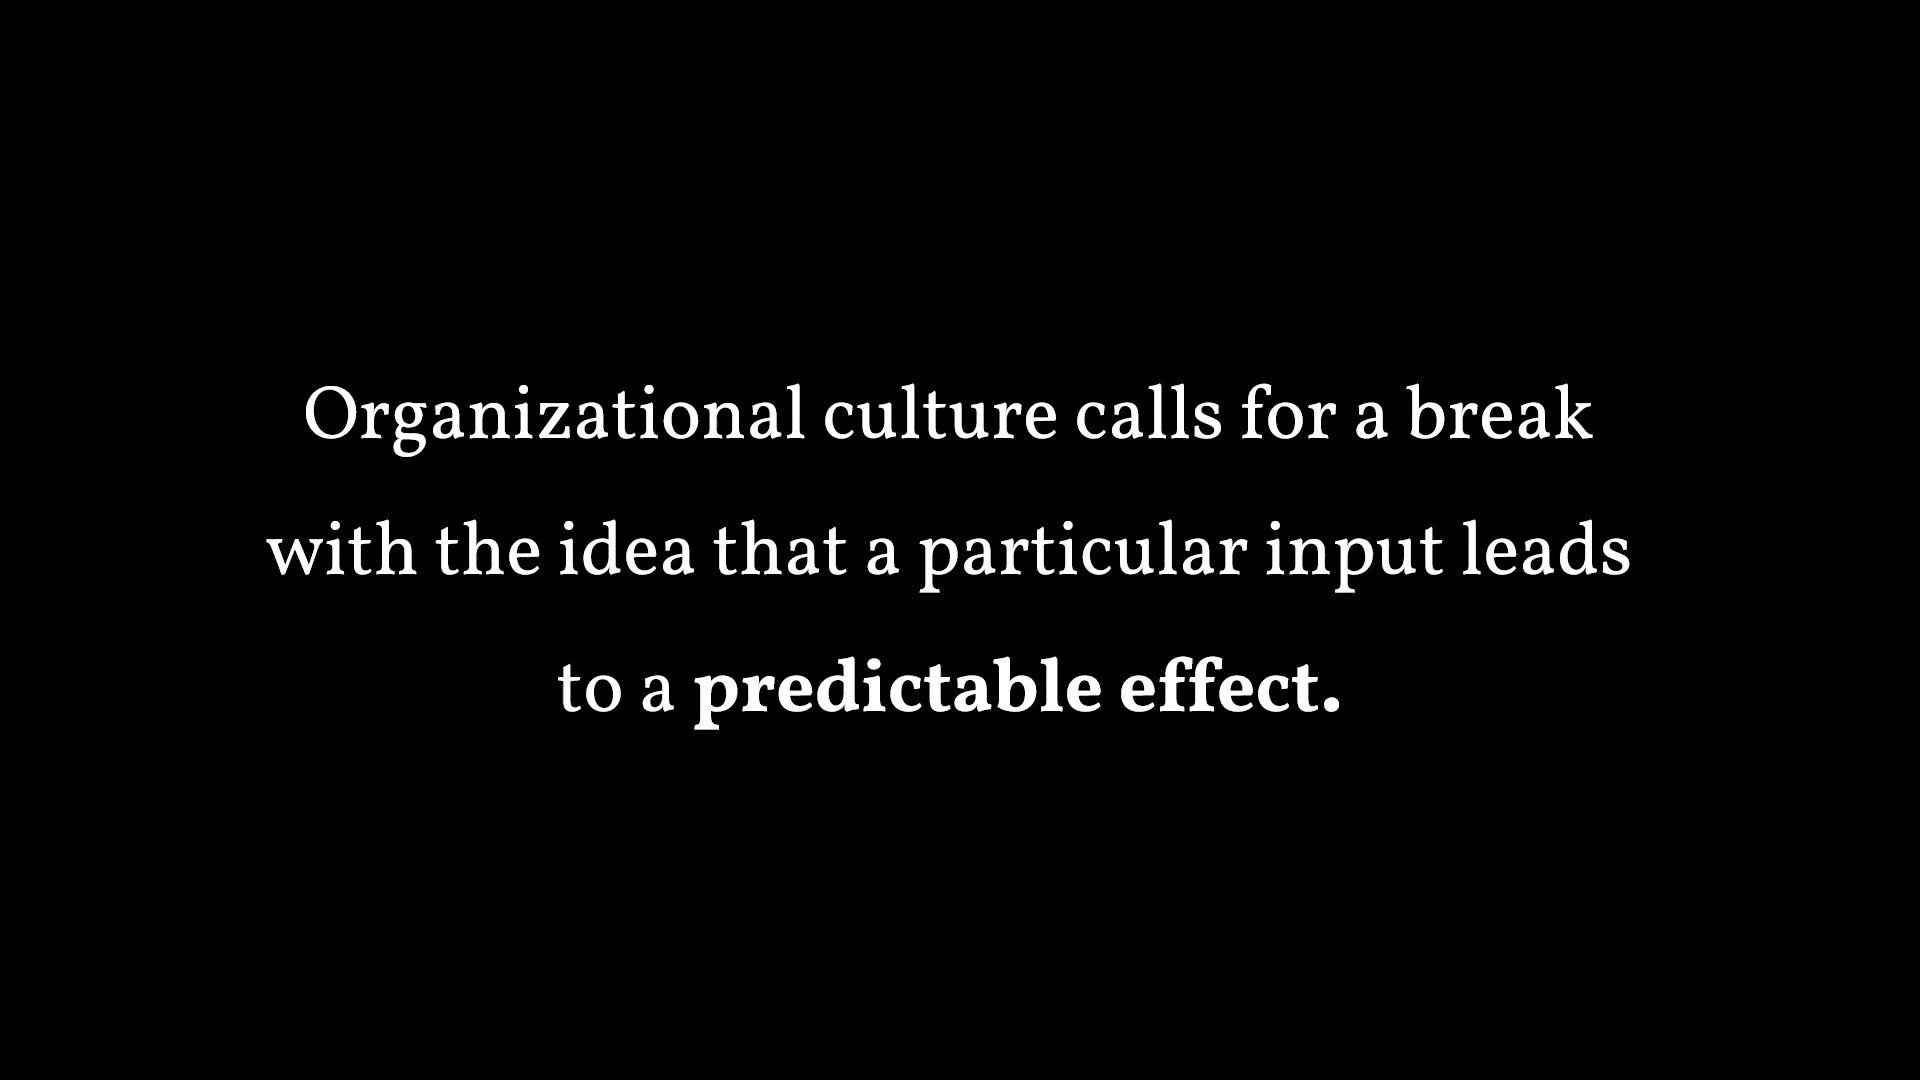 Organizational culture calls for a break
with the idea that a particular input leads
to a predictable effect.